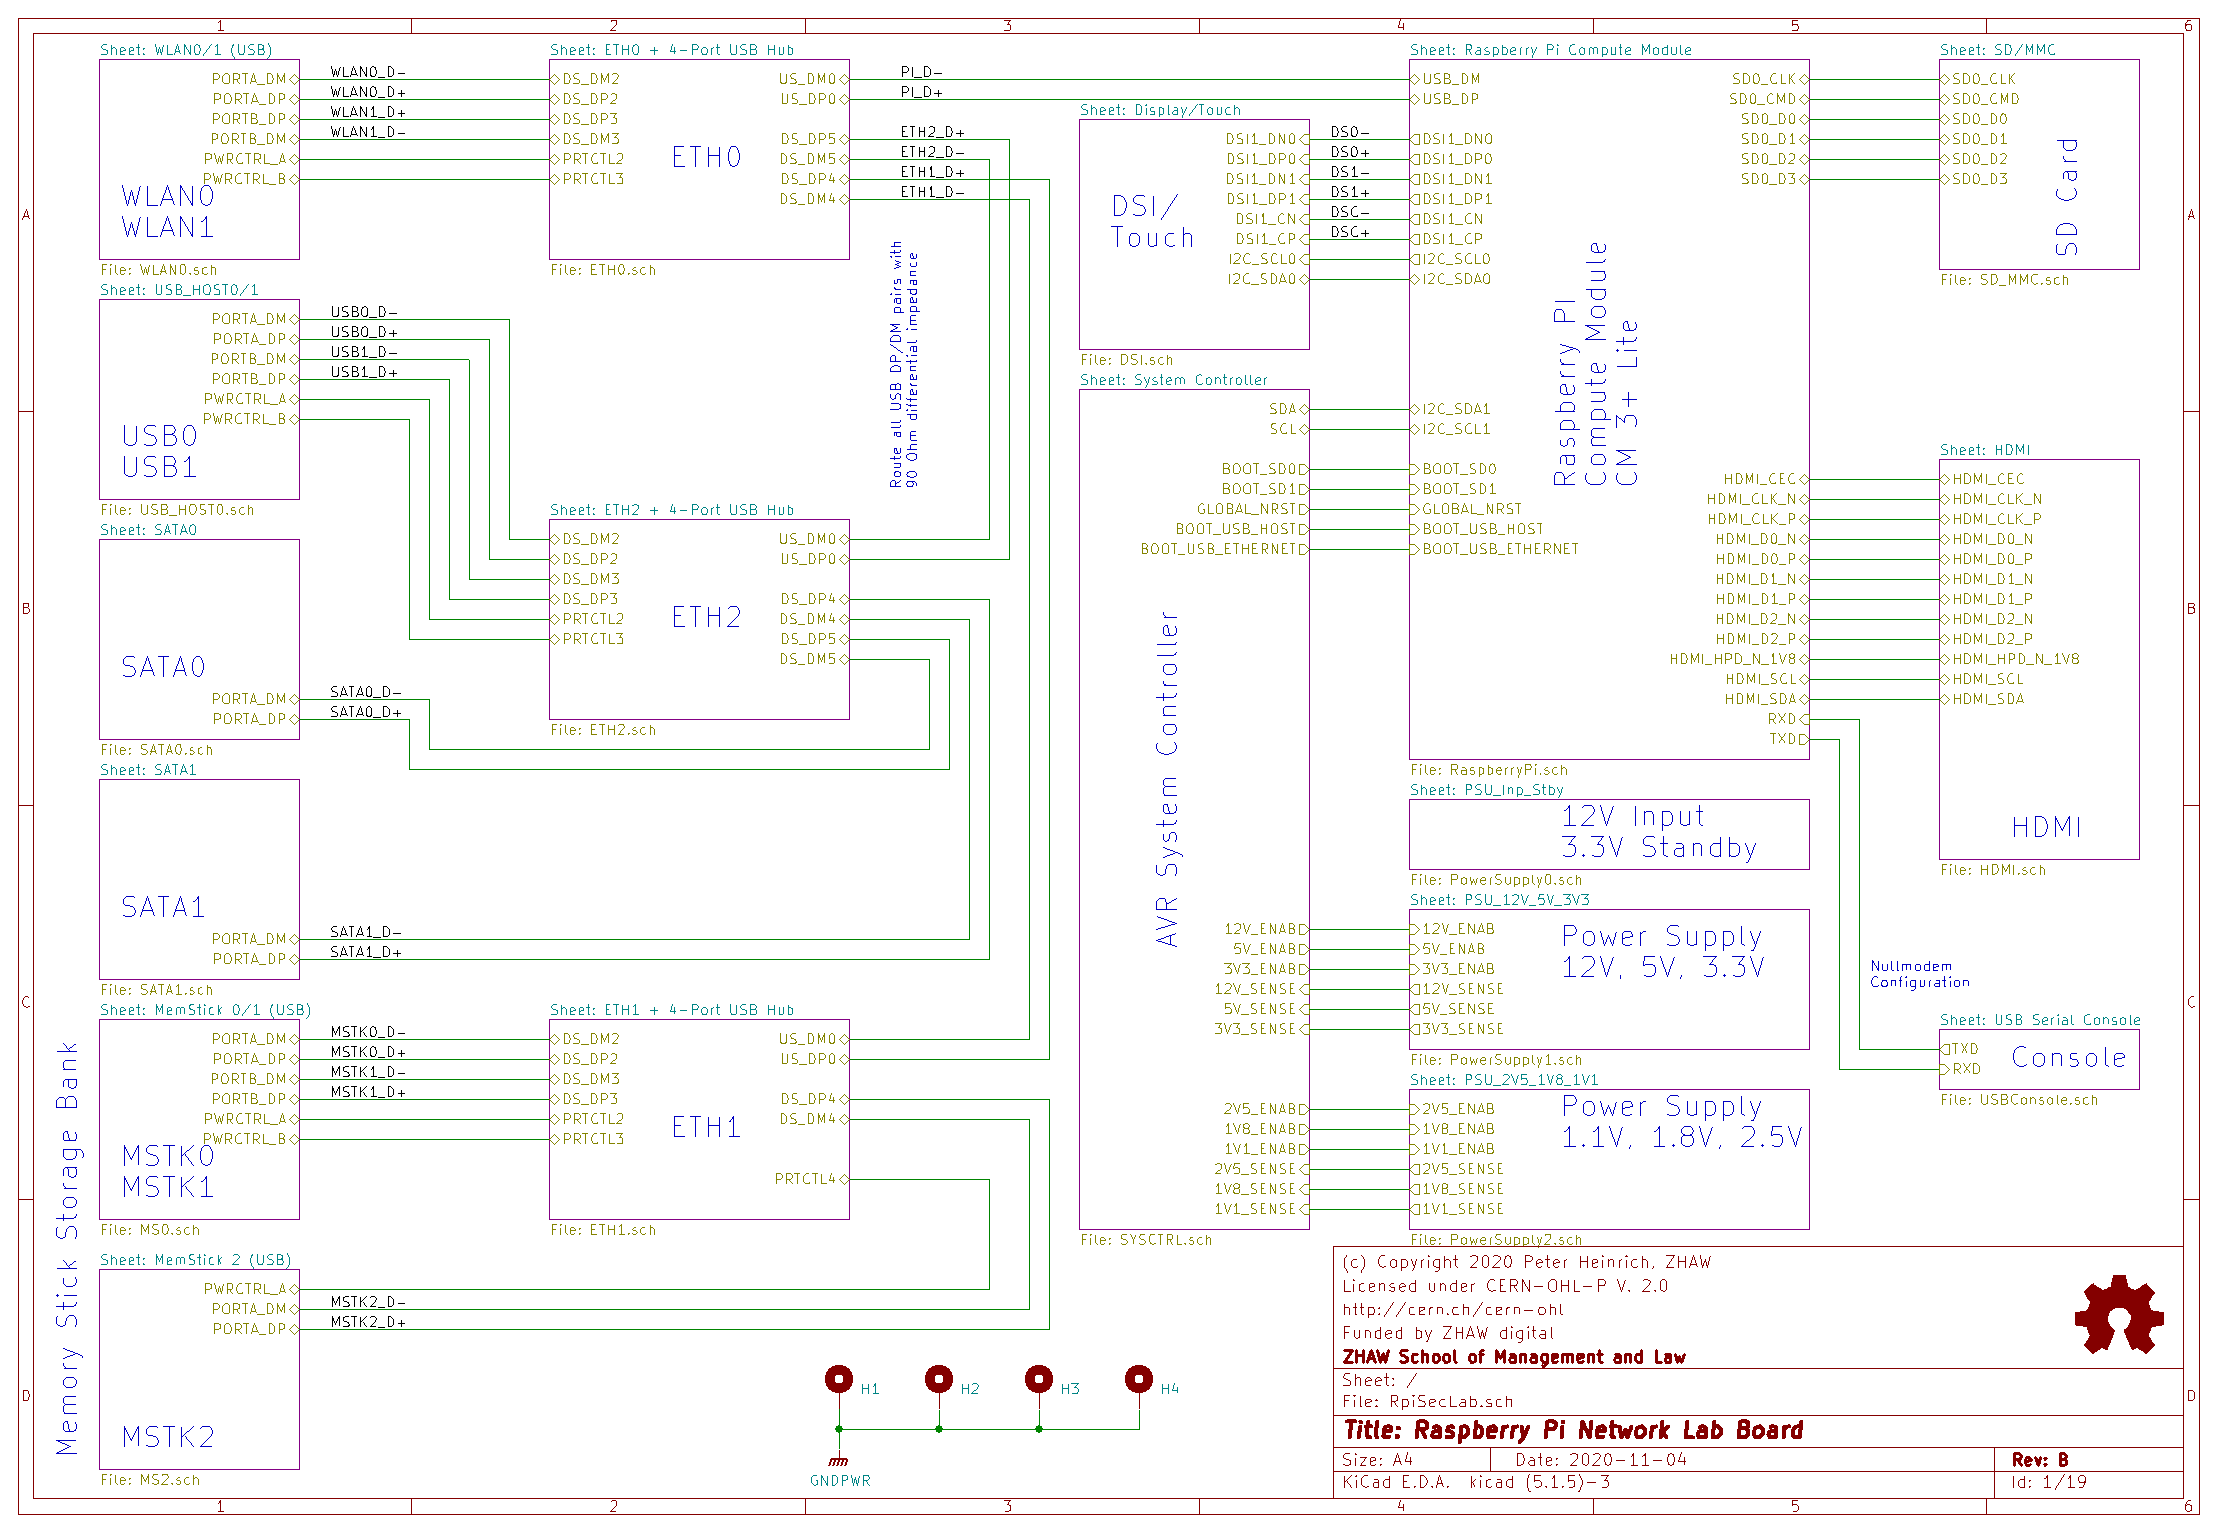 1 2 3 4 5 6
A
B
C
D
Sheet: WLAN0/1 (USB)
PORTA_DM
PORTA_DP
PORTB_DP
PORTB_DM
PWRCTRL_A
PWRCTRL_B
WLAN0
WLAN1
File: WLAN0.sch
WLAN0_D-
WLAN0_D+
WLAN1_D+
WLAN1_D-
Sheet: ETH0 + 4-Port USB Hub
DS_DM2
DS_DP2
DS_DP3
DS_DM3
PRTCTL2
PRTCTL3
ETH0
US_DM0
US_DP0
DS_DP5
DS_DM5
DS_DP4
DS_DM4
File: ETH0.sch
PI_D-
PI_D+
ETH2_D+
ETH2_D-
ETH1_D+
ETH1_D-
Route all USB DP/DM pairs with
90 Ohm differential impedance
Sheet: USB_HOST0/1
PORTA_DM
PORTA_DP
PORTB_DM
PORTB_DP
PWRCTRL_A
PWRCTRL_B
USB0
USB1
File: USB_HOST0.sch
USB0_D-
USB0_D+
USB1_D-
USB1_D+
Sheet: ETH2 + 4-Port USB Hub
DS_DM2
DS_DP2
DS_DM3
DS_DP3
PRTCTL2
PRTCTL3
ETH2
US_DM0
US_DP0
DS_DP4
DS_DM4
DS_DP5
DS_DM5
File: ETH2.sch
Sheet: SATA0
SATA0
PORTA_DM
PORTA_DP
File: SATA0.sch
SATA0_D-
SATA0_D+
Sheet: SATA1
SATA1
PORTA_DM
PORTA_DP
File: SATA1.sch
SATA1_D-
SATA1_D+
Memory Stick Storage Bank
Sheet: MemStick 0/1 (USB)
PORTA_DM
PORTA_DP
PORTB_DM
PORTB_DP
PWRCTRL_A
PWRCTRL_B
MSTK0
MSTK1
File: MS0.sch
MSTK0_D-
MSTK0_D+
MSTK1_D-
MSTK1_D+
Sheet: ETH1 + 4-Port USB Hub
DS_DM2
DS_DP2
DS_DM3
DS_DP3
PRTCTL2
PRTCTL3
ETH1
US_DM0
US_DP0
DS_DP4
DS_DM4
PRTCTL4
File: ETH1.sch
Sheet: MemStick 2 (USB)
PWRCTRL_A
PORTA_DM
PORTA_DP
MSTK2
File: MS2.sch
MSTK2_D-
MSTK2_D+
H1
H2
H3
H4
GNDPWR
Sheet: Display/Touch
DSI1_DN0
DSI1_DP0
DSI1_DN1
DSI1_DP1
DSI1_CN
DSI1_CP
I2C_SCL0
I2C_SDA0
DSI/
Touch
File: DSI.sch
DS0-
DS0+
DS1-
DS1+
DSC-
DSC+
Sheet: System Controller
SDA
SCL
BOOT_SD0
BOOT_SD1
GLOBAL_NRST
BOOT_USB_HOST
BOOT_USB_ETHERNET
AVR System Controller
12V_ENAB
5V_ENAB
3V3_ENAB
12V_SENSE
5V_SENSE
3V3_SENSE
2V5_ENAB
1V8_ENAB
1V1_ENAB
2V5_SENSE
1V8_SENSE
1V1_SENSE
File: SYSCTRL.sch
Sheet: Raspberry Pi Compute Module
USB_DM
USB_DP
DSI1_DN0
DSI1_DP0
DSI1_DN1
DSI1_DP1
DSI1_CN
DSI1_CP
I2C_SCL0
I2C_SDA0
I2C_SDA1
I2C_SCL1
BOOT_SD0
BOOT_SD1
GLOBAL_NRST
BOOT_USB_HOST
BOOT_USB_ETHERNET
Raspberry PI
Compute Module
CM 3+ Lite
SD0_CLK
SD0_CMD
SD0_D0
SD0_D1
SD0_D2
SD0_D3
HDMI_CEC
HDMI_CLK_N
HDMI_CLK_P
HDMI_D0_N
HDMI_D0_P
HDMI_D1_N
HDMI_D1_P
HDMI_D2_N
HDMI_D2_P
HDMI_HPD_N_1V8
HDMI_SCL
HDMI_SDA
RXD
TXD
File: RaspberryPi.sch
Sheet: PSU_Inp_Stby
12V Input
3.3V Standby
File: PowerSupply0.sch
Sheet: PSU_12V_5V_3V3
12V_ENAB
5V_ENAB
3V3_ENAB
12V_SENSE
5V_SENSE
3V3_SENSE
Power Supply
12V, 5V, 3.3V
File: PowerSupply1.sch
Sheet: PSU_2V5_1V8_1V1
2V5_ENAB
1V8_ENAB
1V1_ENAB
2V5_SENSE
1V8_SENSE
1V1_SENSE
Power Supply
1.1V, 1.8V, 2.5V
File: PowerSupply2.sch
Sheet: SD/MMC
SD0_CLK
SD0_CMD
SD0_D0
SD0_D1
SD0_D2
SD0_D3
SD Card
File: SD_MMC.sch
Sheet: HDMI
HDMI_CEC
HDMI_CLK_N
HDMI_CLK_P
HDMI_D0_N
HDMI_D0_P
HDMI_D1_N
HDMI_D1_P
HDMI_D2_N
HDMI_D2_P
HDMI_HPD_N_1V8
HDMI_SCL
HDMI_SDA
HDMI
File: HDMI.sch
Nullmodem
Configuration
Sheet: USB Serial Console
TXD
RXD
Console
File: USBConsole.sch
(c) Copyright 2020 Peter Heinrich, ZHAW
Licensed under CERN-OHL-P V. 2.0
http://cern.ch/cern-ohl
Funded by ZHAW digital
ZHAW School of Management and Law
Sheet: /
File: RpiSecLab.sch
Title: Raspberry Pi Network Lab Board
Size: A4 Date: 2020-11-04 Rev: B
KiCad E.D.A. kicad (5.1.5)-3 Id: 1/19
A
B
C
D
1 2 3 4 5 6